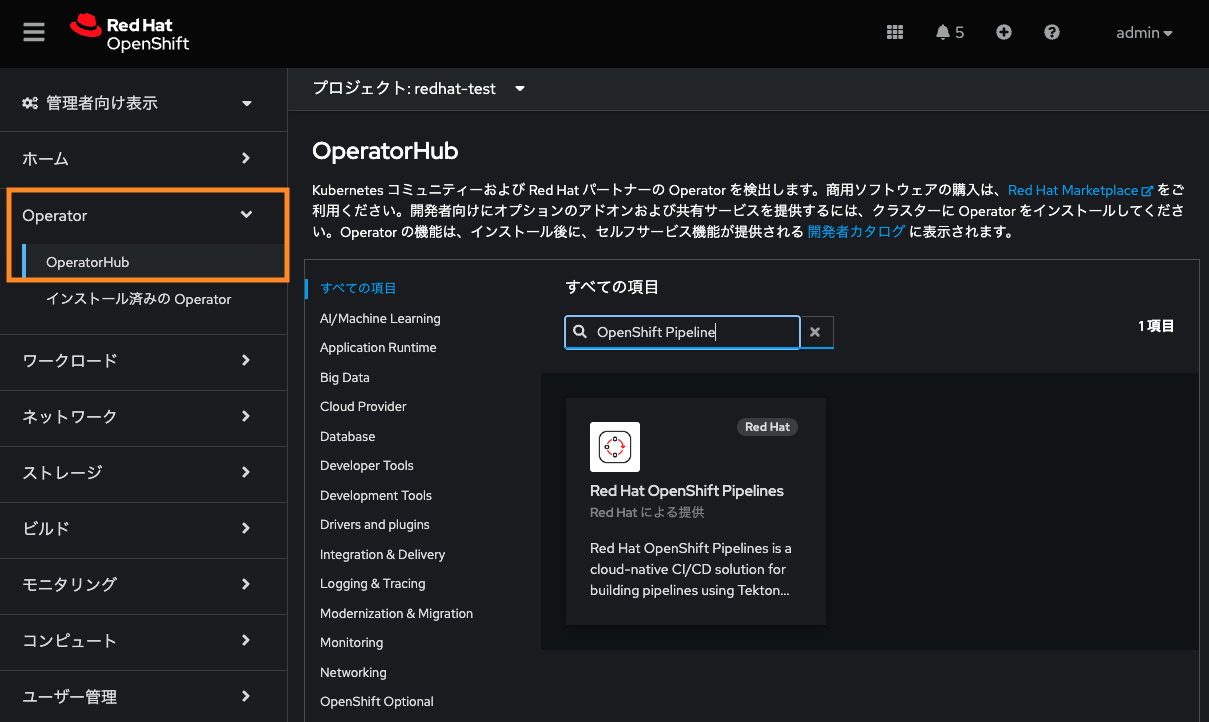 Red Hat
OpenShift
5
admin
管理者向け表示
ホーム
Operator
OperatorHub
インストール済みの Operator
ワークロード
ネットワーク
ストレージ
ビルド
モニタリング
コンピュート
ユーザー管理
プロジェクト: redhat-test
OperatorHub
Kubernetes コミュニティーおよび Red Hat パートナーの Operator を検出します。商用ソフトウェアの購入は、Red Hat Marketplace をご
利用ください。開発者向けにオプションのアドオンおよび共有サービスを提供するには、クラスターに Operator をインストールしてくださ
い。Operator の機能は、インストール後に、セルフサービス機能が提供される 開発者カタログ に表示されます。
すべての項目
AI/Machine Learning
Application Runtime
Big Data
Cloud Provider
Database
Developer Tools
Development Tools
Drivers and plugins
Integration & Delivery
Logging & Tracing
Modernization & Migration
Monitoring
Networking
OpenShift Optional
すべての項目
OpenShift Pipeline
1 項目
Red Hat
Red Hat OpenShift Pipelines
Red Hat による提供
Red Hat OpenShift Pipelines is a
cloud-native CI/CD solution for
building pipelines using Tekton...